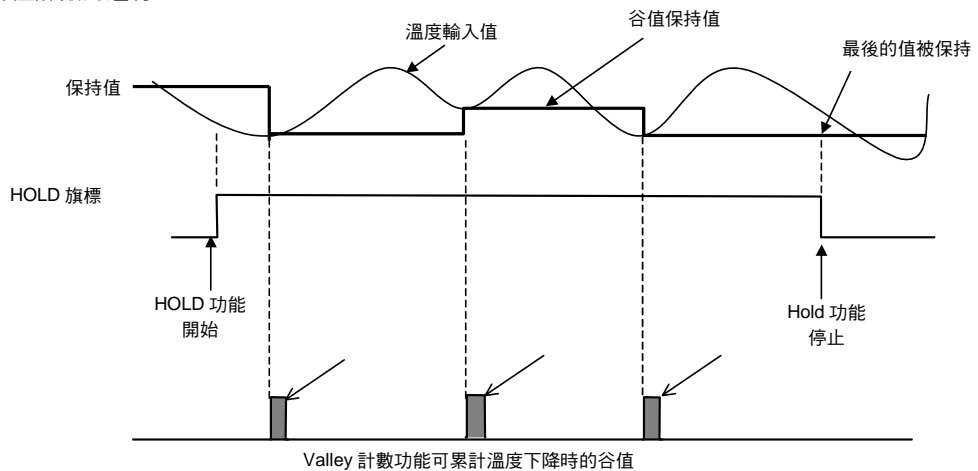 溫度輸入值
谷值保持值
最後的值被保持
保持值
HOLD 旗標
HOLD 功能
開始
Hold 功能
停止
Valley 計數功能可累計溫度下降時的谷值